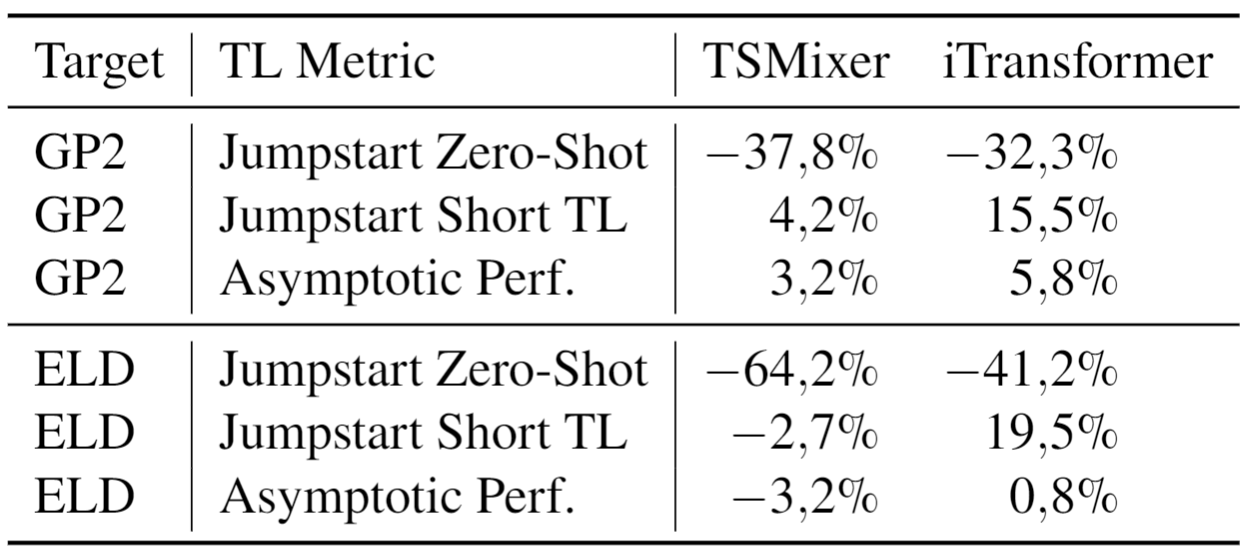 Target TL Metric TSMixer iTransformer
GP2 Jumpstart Zero-Shot −37,8% −32,3%
GP2 Jumpstart Short TL 4,2% 15,5%
GP2 Asymptotic Perf. 3,2% 5,8%
ELD Jumpstart Zero-Shot −64,2% −41,2%
ELD Jumpstart Short TL −2,7% 19,5%
ELD Asymptotic Perf. −3,2% 0,8%